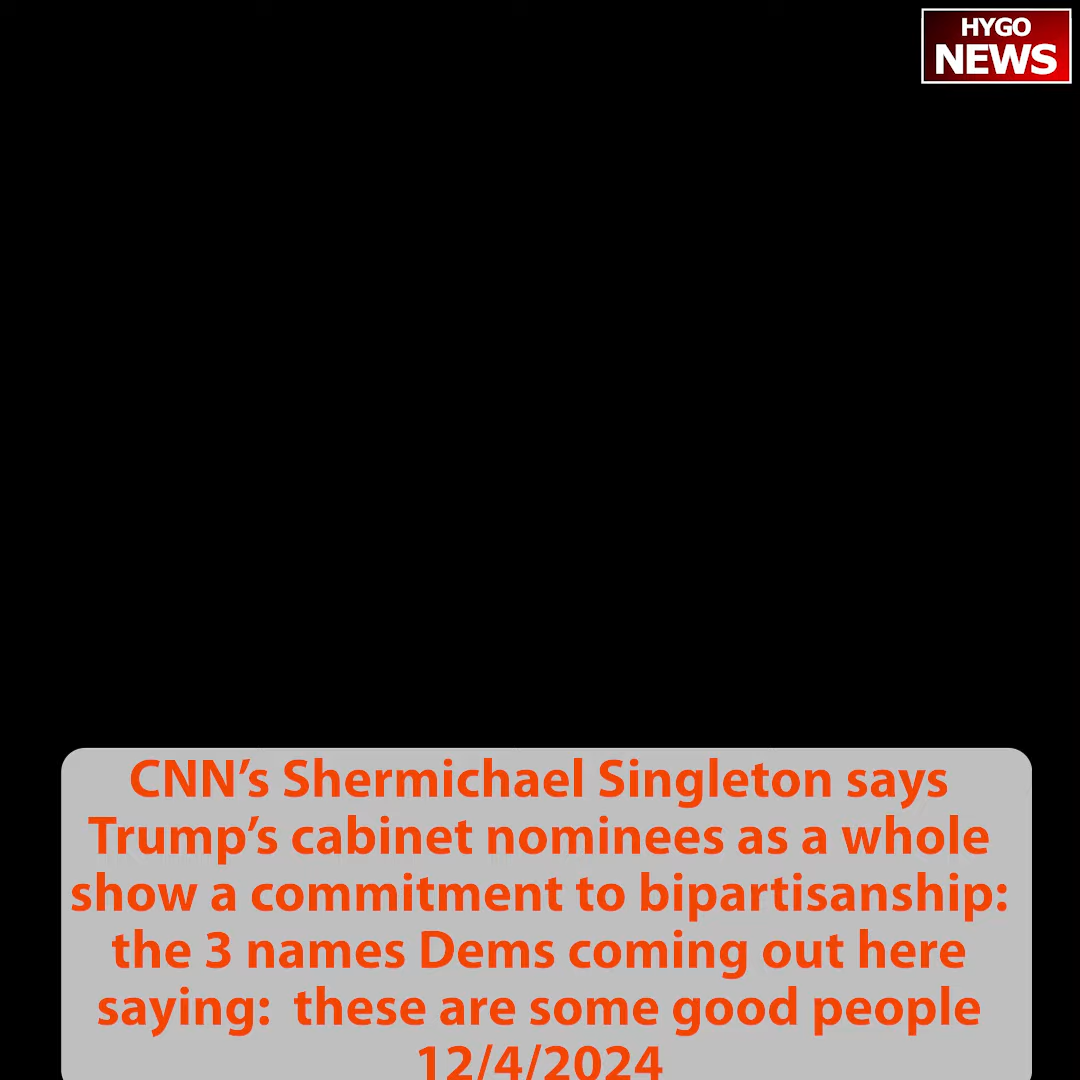 HYGO
NEWS
CNN’s Shermichael Singleton says
Trump’s cabinet nominees as a whole
show a commitment to bipartisanship:
the 3 names Dems coming out here
saying:  these are some good people
12/4/2024